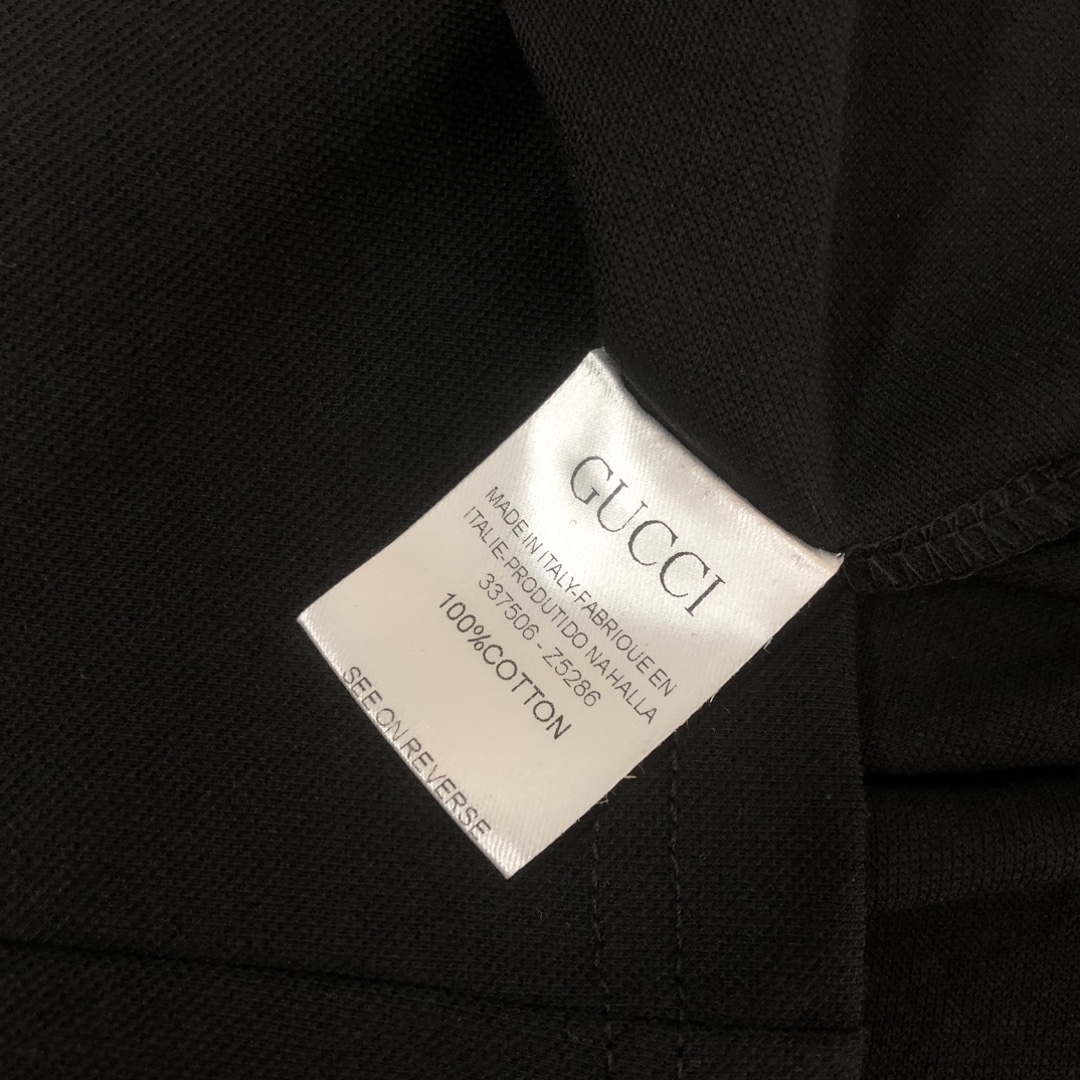 GUCCI
MADE IN ITALY-FABRIQUE EN
ITALIE-PRODUTIDO NAHALLA
337506 - Z5286
100%COTTON
SEE ON REVERSE